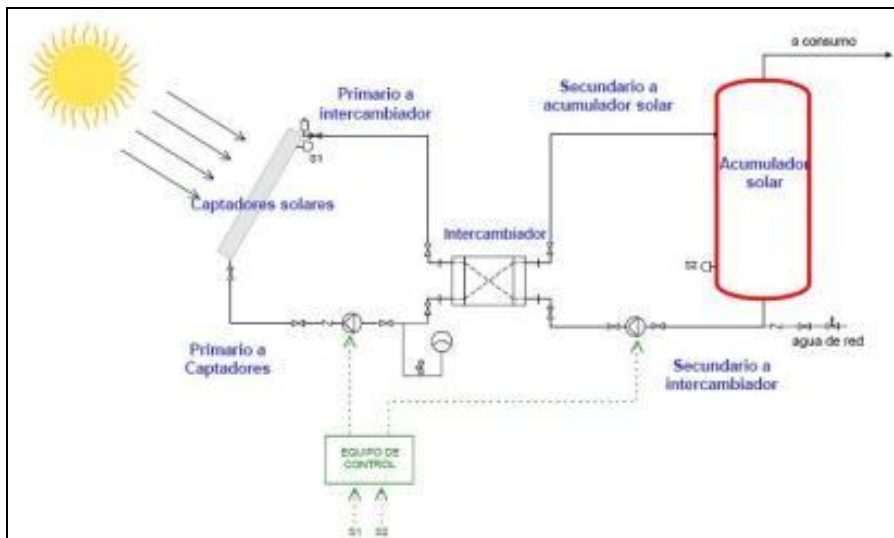 a consumo
Primario a
intercambiador
Secundario a
acumulador solar
S1
Captadores solares
Acumulador
solar
Intercambiador
S2
agua de red
Primario a
Captadores
Secundario a
intercambiador
EQUIPO DE
CONTROL
S1 S2